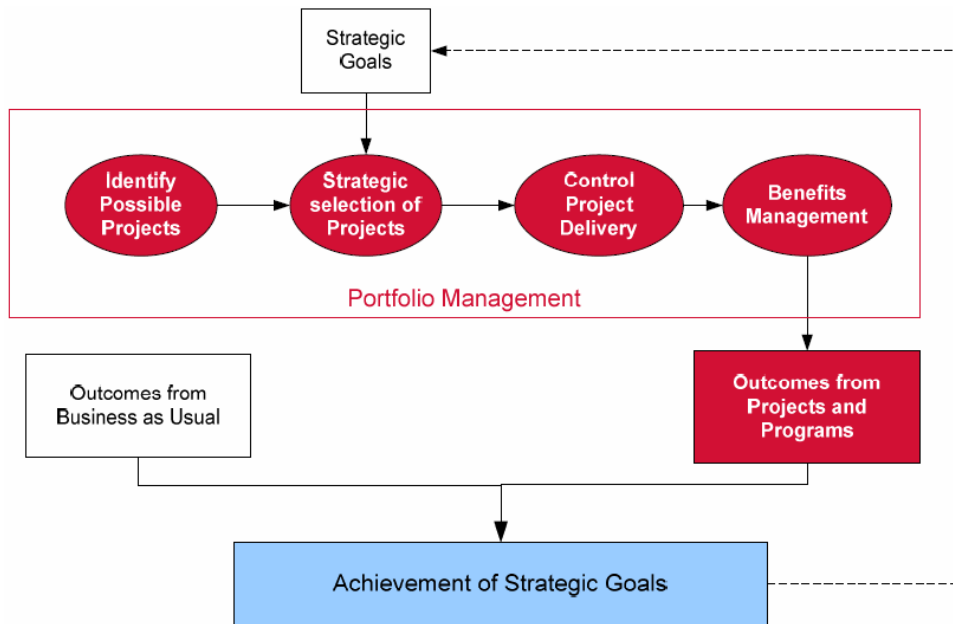 Strategic
Goals
Identify
Possible
Projects
Strategic
selection of
Projects
Control
Project
Delivery
Benefits
Management
Portfolio Management
Outcomes from
Business as Usual
Outcomes from
Projects and
Programs
Achievement of Strategic Goals